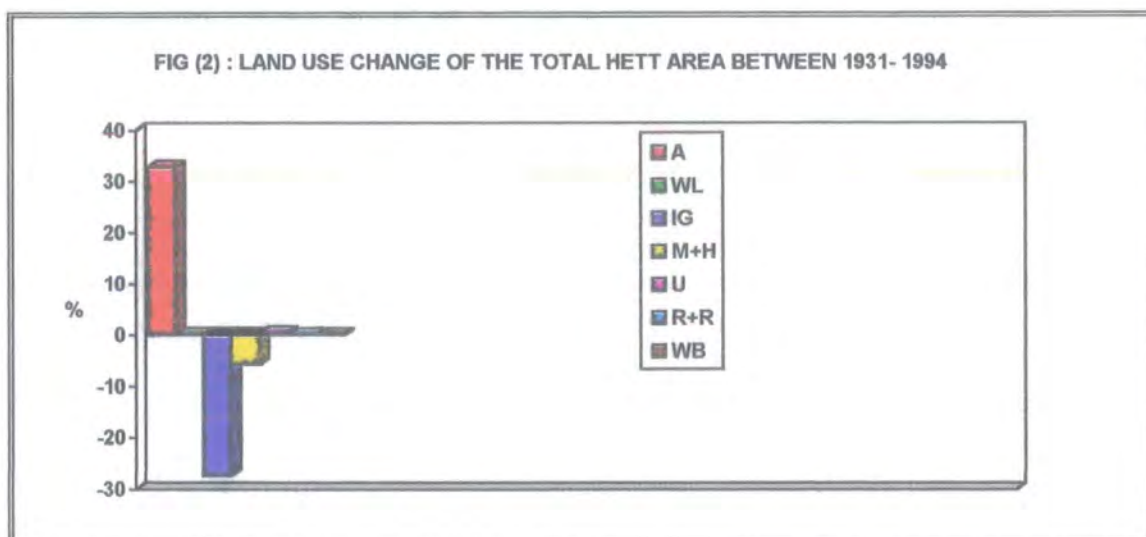 FIG (2) : LAND USE CHANGE OF THE TOTAL HETT AREA BETWEEN 1931- 1994
40
30
20
10
0
-10
-20
-30
%
A
WL
IG
M+H
U
R+R
WB